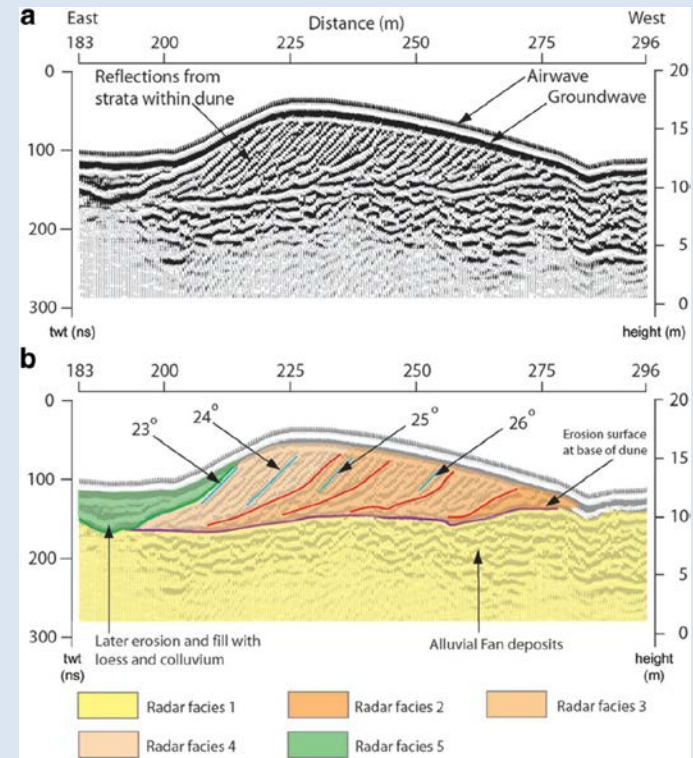 a
East
Distance (m)
West
183 200 225 250 275 296
0 20
Reflections from
strata within dune
Airwave
Groundwave
15
100
10
200
5
300 0
twt (ns) height (m)
b
183 200 225 250 275 296
0 20
23° 24° 25° 26°
Erosion surface
at base of dune
15
100
10
200
5
300 0
Later erosion and fill with
loess and colluvium
Alluvial Fan deposits
twt
(ns)
height
(m)
Radar facies 1 Radar facies 2 Radar facies 3
Radar facies 4 Radar facies 5